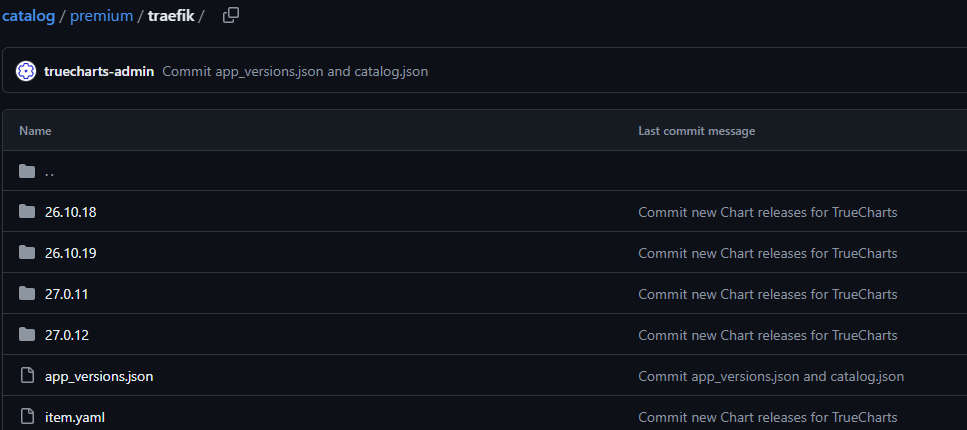 catalog / premium / traefik /
truecharts-admin Commit app_versions.json and catalog.json
Name Last commit message
..
26.10.18 Commit new Chart releases for TrueCharts
26.10.19 Commit new Chart releases for TrueCharts
27.0.11 Commit new Chart releases for TrueCharts
27.0.12 Commit new Chart releases for TrueCharts
app_versions.json Commit app_versions.json and catalog.json
item.yaml Commit new Chart releases for TrueCharts